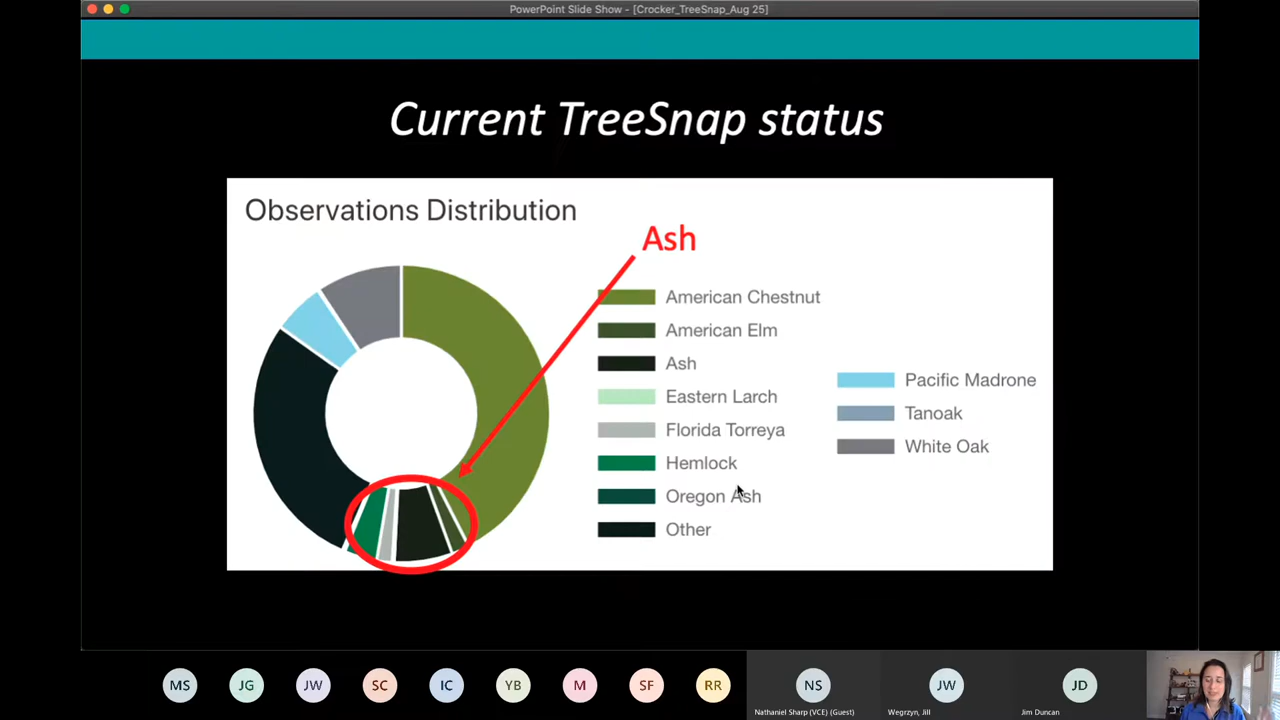 PowerPoint Slide Show - [Crocker_TreeSnap_Aug 25]
Current TreeSnap status
Observations Distribution
Ash
American Chestnut
American Elm
Ash
Eastern Larch
Florida Torreya
Hemlock
Oregon Ash
Other
Pacific Madrone
Tanoak
White Oak
MS
JG
JW
SC
IC
YB
M
SF
RR
NS
JW
JD
Nathaniel Sharp (VCE) (Guest)
Wegrzyn, Jill
Jim Duncan